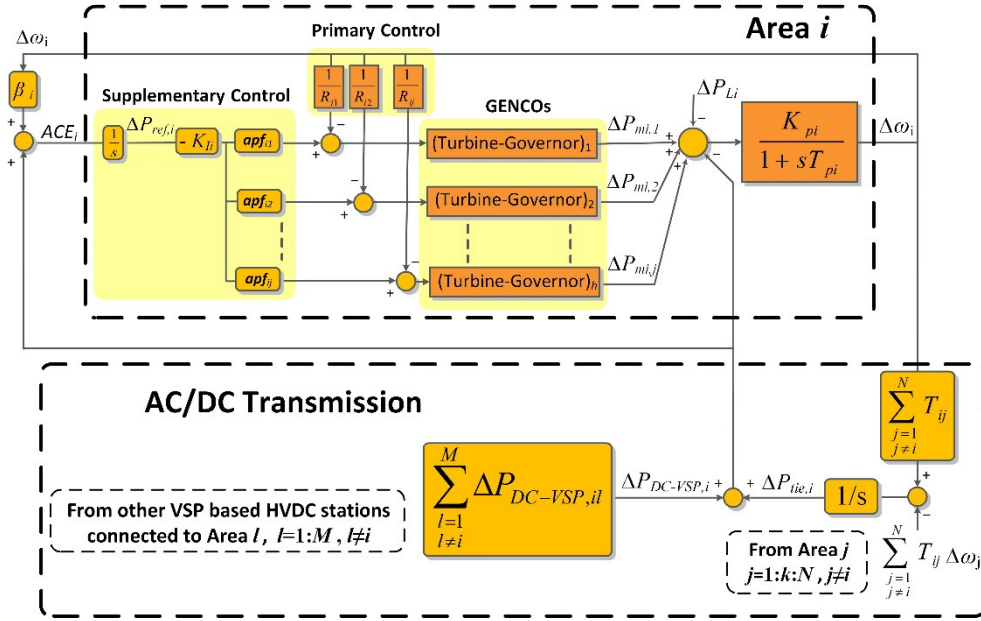 Area i
Δω_i
Primary Control
β_i
1/R_i1
1/R_i2
1/R_ij
Supplementary Control
GENCOs
ΔP_Li
+
ACE_i
1/s
ΔP_ref,i
- K_Ii
apf_i1
−
+
(Turbine-Governor)_1
ΔP_mi,1
−
+
+
+
−
K_pi / (1 + sT_pi)
Δω_i
+
apf_i2
−
+
(Turbine-Governor)_2
ΔP_mi,2
apf_ij
−
+
(Turbine-Governor)_h
ΔP_mi,j
AC/DC Transmission
N ∑ j=1 j≠i T_ij
M ∑ l=1 l≠i ΔP_DC−VSP,il
ΔP_DC-VSP,i +
+ ΔP_tie,i
1/s
+
−
From other VSP based HVDC stations
connected to Area l, l=1:M, l≠i
From Area j
j=1:k:N, j≠i
N ∑ j=1 j≠i T_ij Δω_j